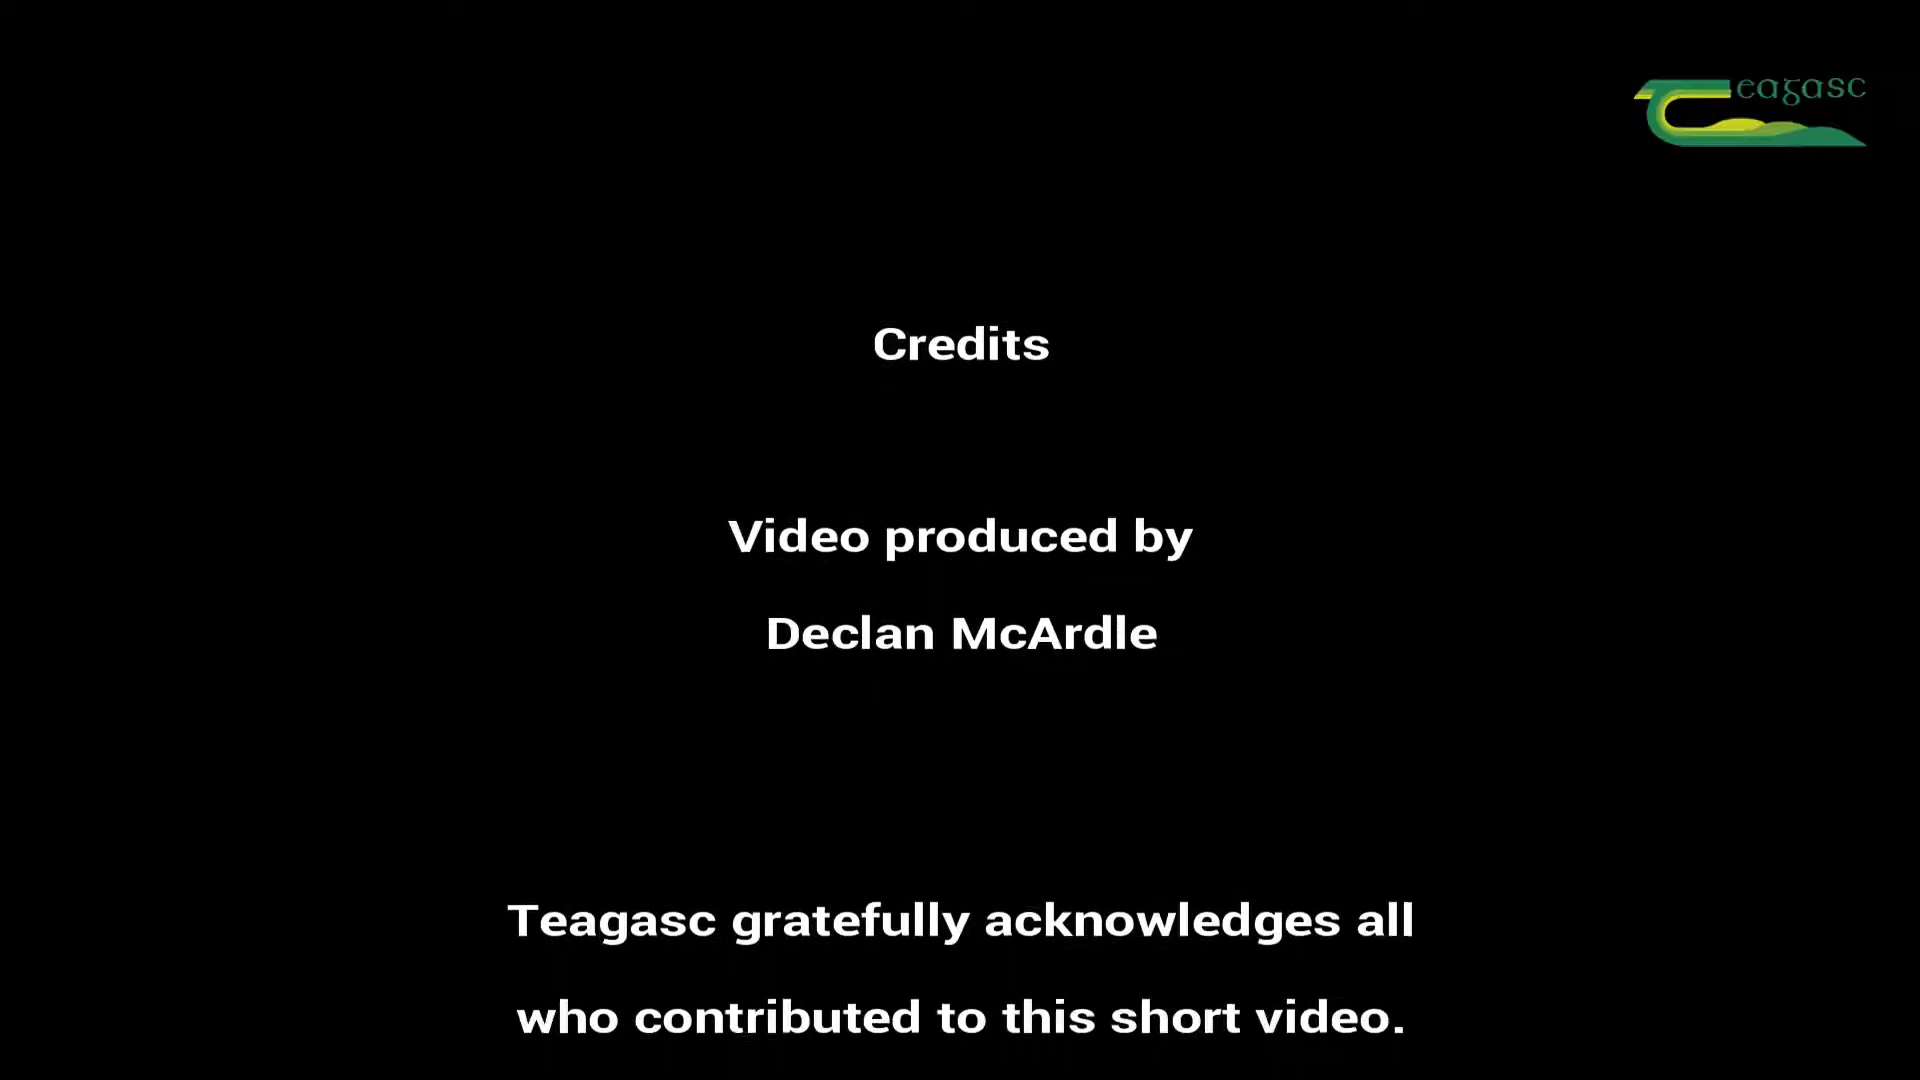 Teagasc
Credits
Video produced by
Declan McArdle
Teagasc gratefully acknowledges all
who contributed to this short video.